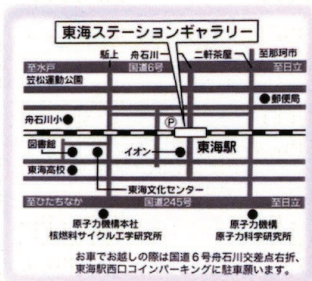 東海ステーションギャラリー
駈上 舟石川 二軒茶屋 至那珂市
至水戸 国道6号 至日立
笠松運動公園
郵便局
舟石川小
P
図書館 イオン 東海駅
東海高校
東海文化センター
至ひたちなか 国道245号 至日立
原子力機構本社
核燃料サイクル工学研究所
原子力機構
原子力科学研究所
お車でお越しの際は国道6号舟石川交差点右折、
東海駅西口コインパーキングに駐車願います。